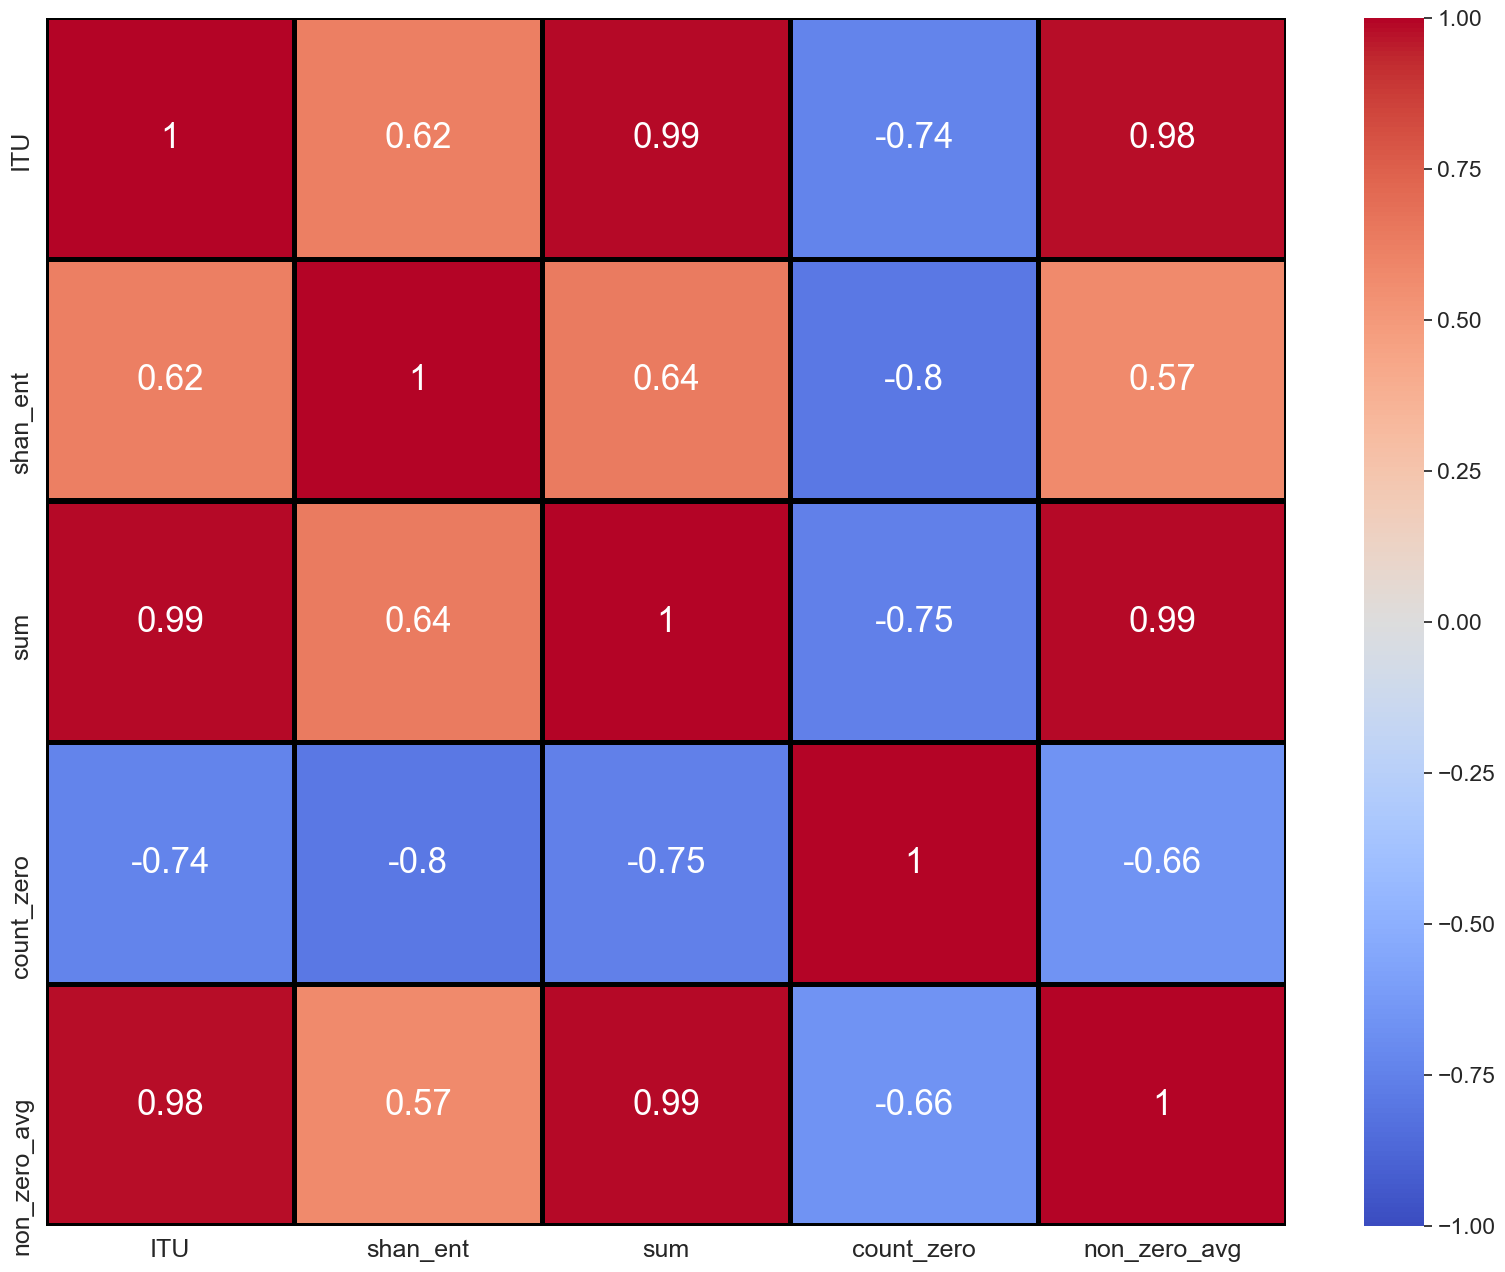 ITU 1 0.62 0.99 -0.74 0.98
shan_ent 0.62 1 0.64 -0.8 0.57
sum 0.99 0.64 1 -0.75 0.99
count_zero -0.74 -0.8 -0.75 1 -0.66
non_zero_avg 0.98 0.57 0.99 -0.66 1
ITU shan_ent sum count_zero non_zero_avg
1.00
0.75
0.50
0.25
0.00
−0.25
−0.50
−0.75
−1.00